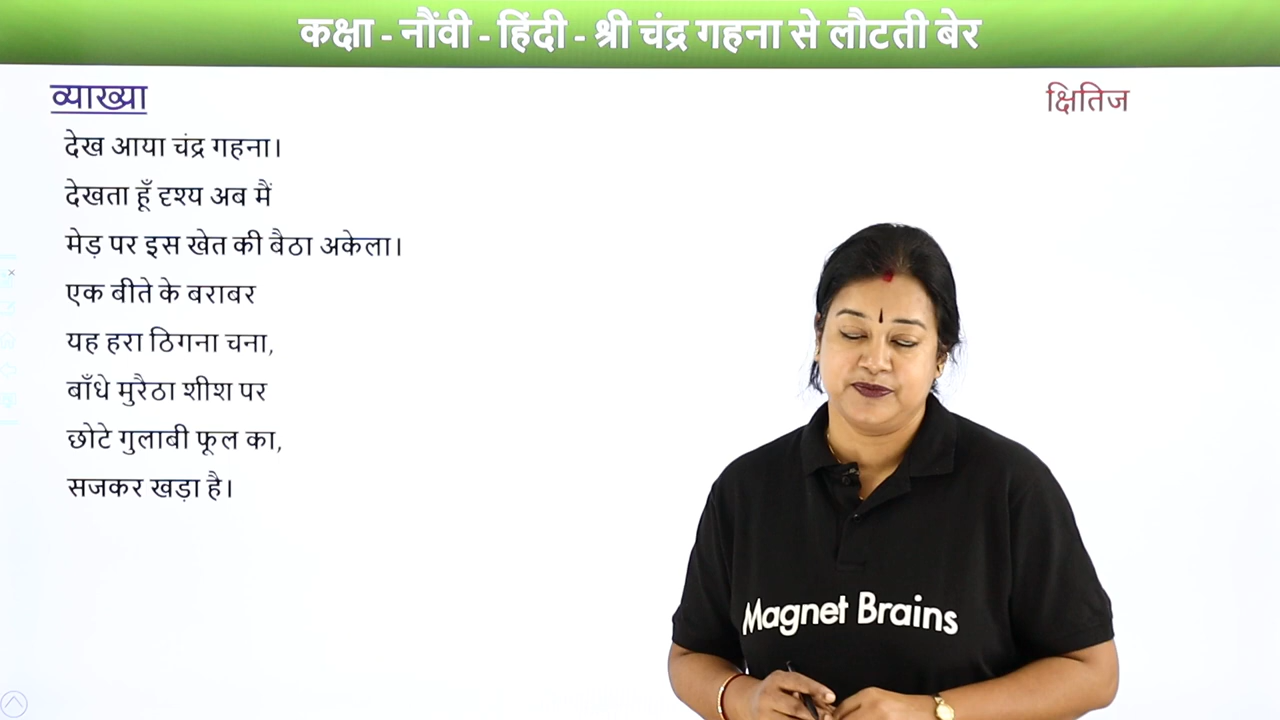 कक्षा - नौंवी - हिंदी - श्री चंद्र गहना से लौटती बेर
व्याख्या
क्षितिज
देख आया चंद्र गहना।
देखता हूँ दृश्य अब मैं
मेड़ पर इस खेत की बैठा अकेला।
एक बीते के बराबर
यह हरा ठिगना चना,
बाँधे मुरैठा शीश पर
छोटे गुलाबी फूल का,
सजकर खड़ा है।
Magnet Brains